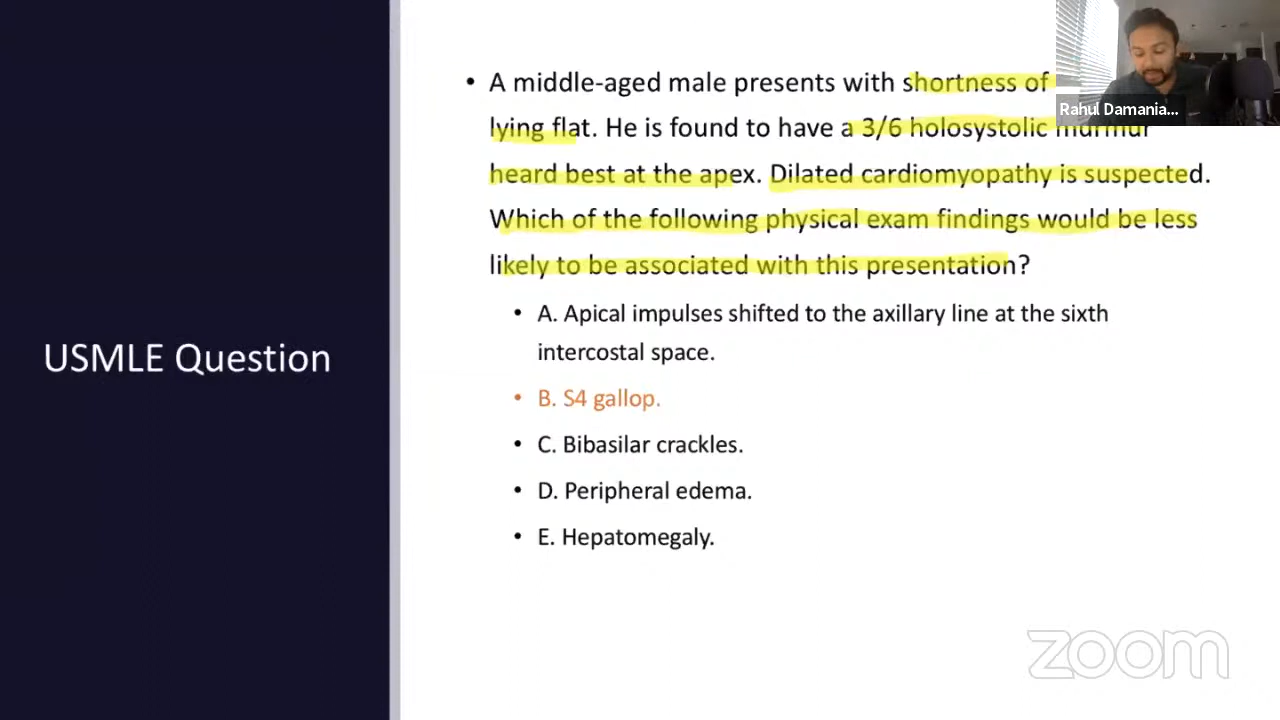 USMLE Question
• A middle-aged male presents with shortness of
lying flat. He is found to have a 3/6 holosystolic murmur
heard best at the apex. Dilated cardiomyopathy is suspected.
Which of the following physical exam findings would be less
likely to be associated with this presentation?
• A. Apical impulses shifted to the axillary line at the sixth
intercostal space.
• B. S4 gallop.
• C. Bibasilar crackles.
• D. Peripheral edema.
• E. Hepatomegaly.
Rahul Damania...
zoom